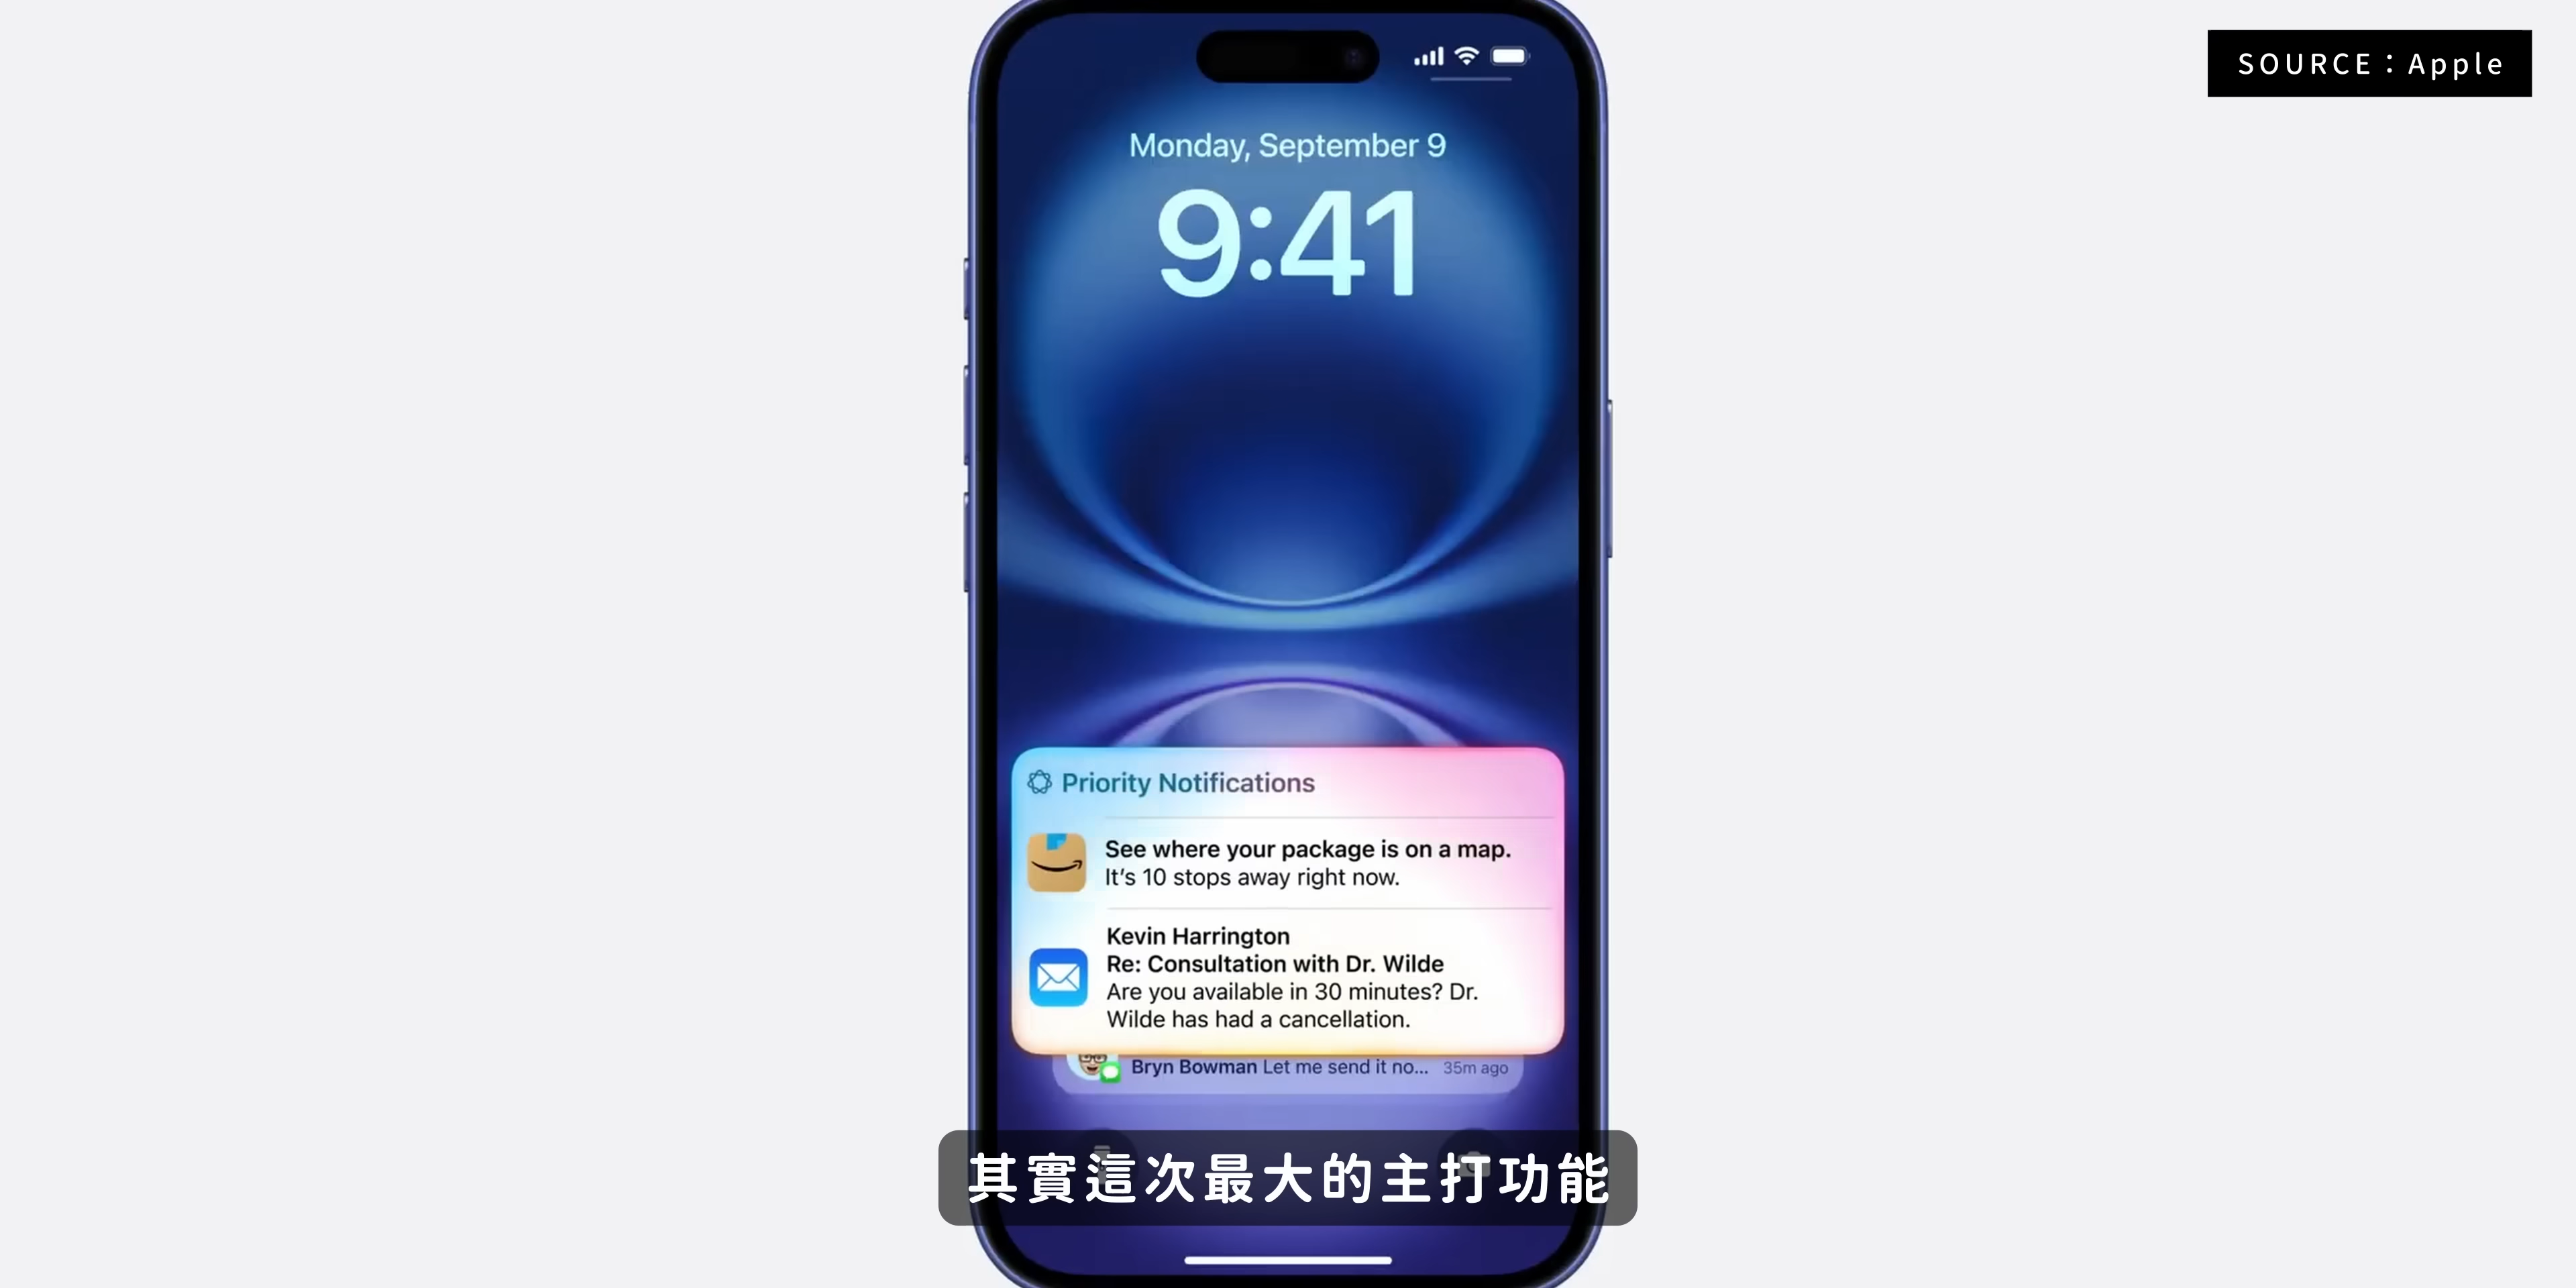 SOURCE：Apple
Monday, September 9
9:41
Priority Notifications
See where your package is on a map.
It's 10 stops away right now.
Kevin Harrington
Re: Consultation with Dr. Wilde
Are you available in 30 minutes? Dr.
Wilde has had a cancellation.
Bryn Bowman Let me send it no... 35m ago
其實這次最大的主打功能